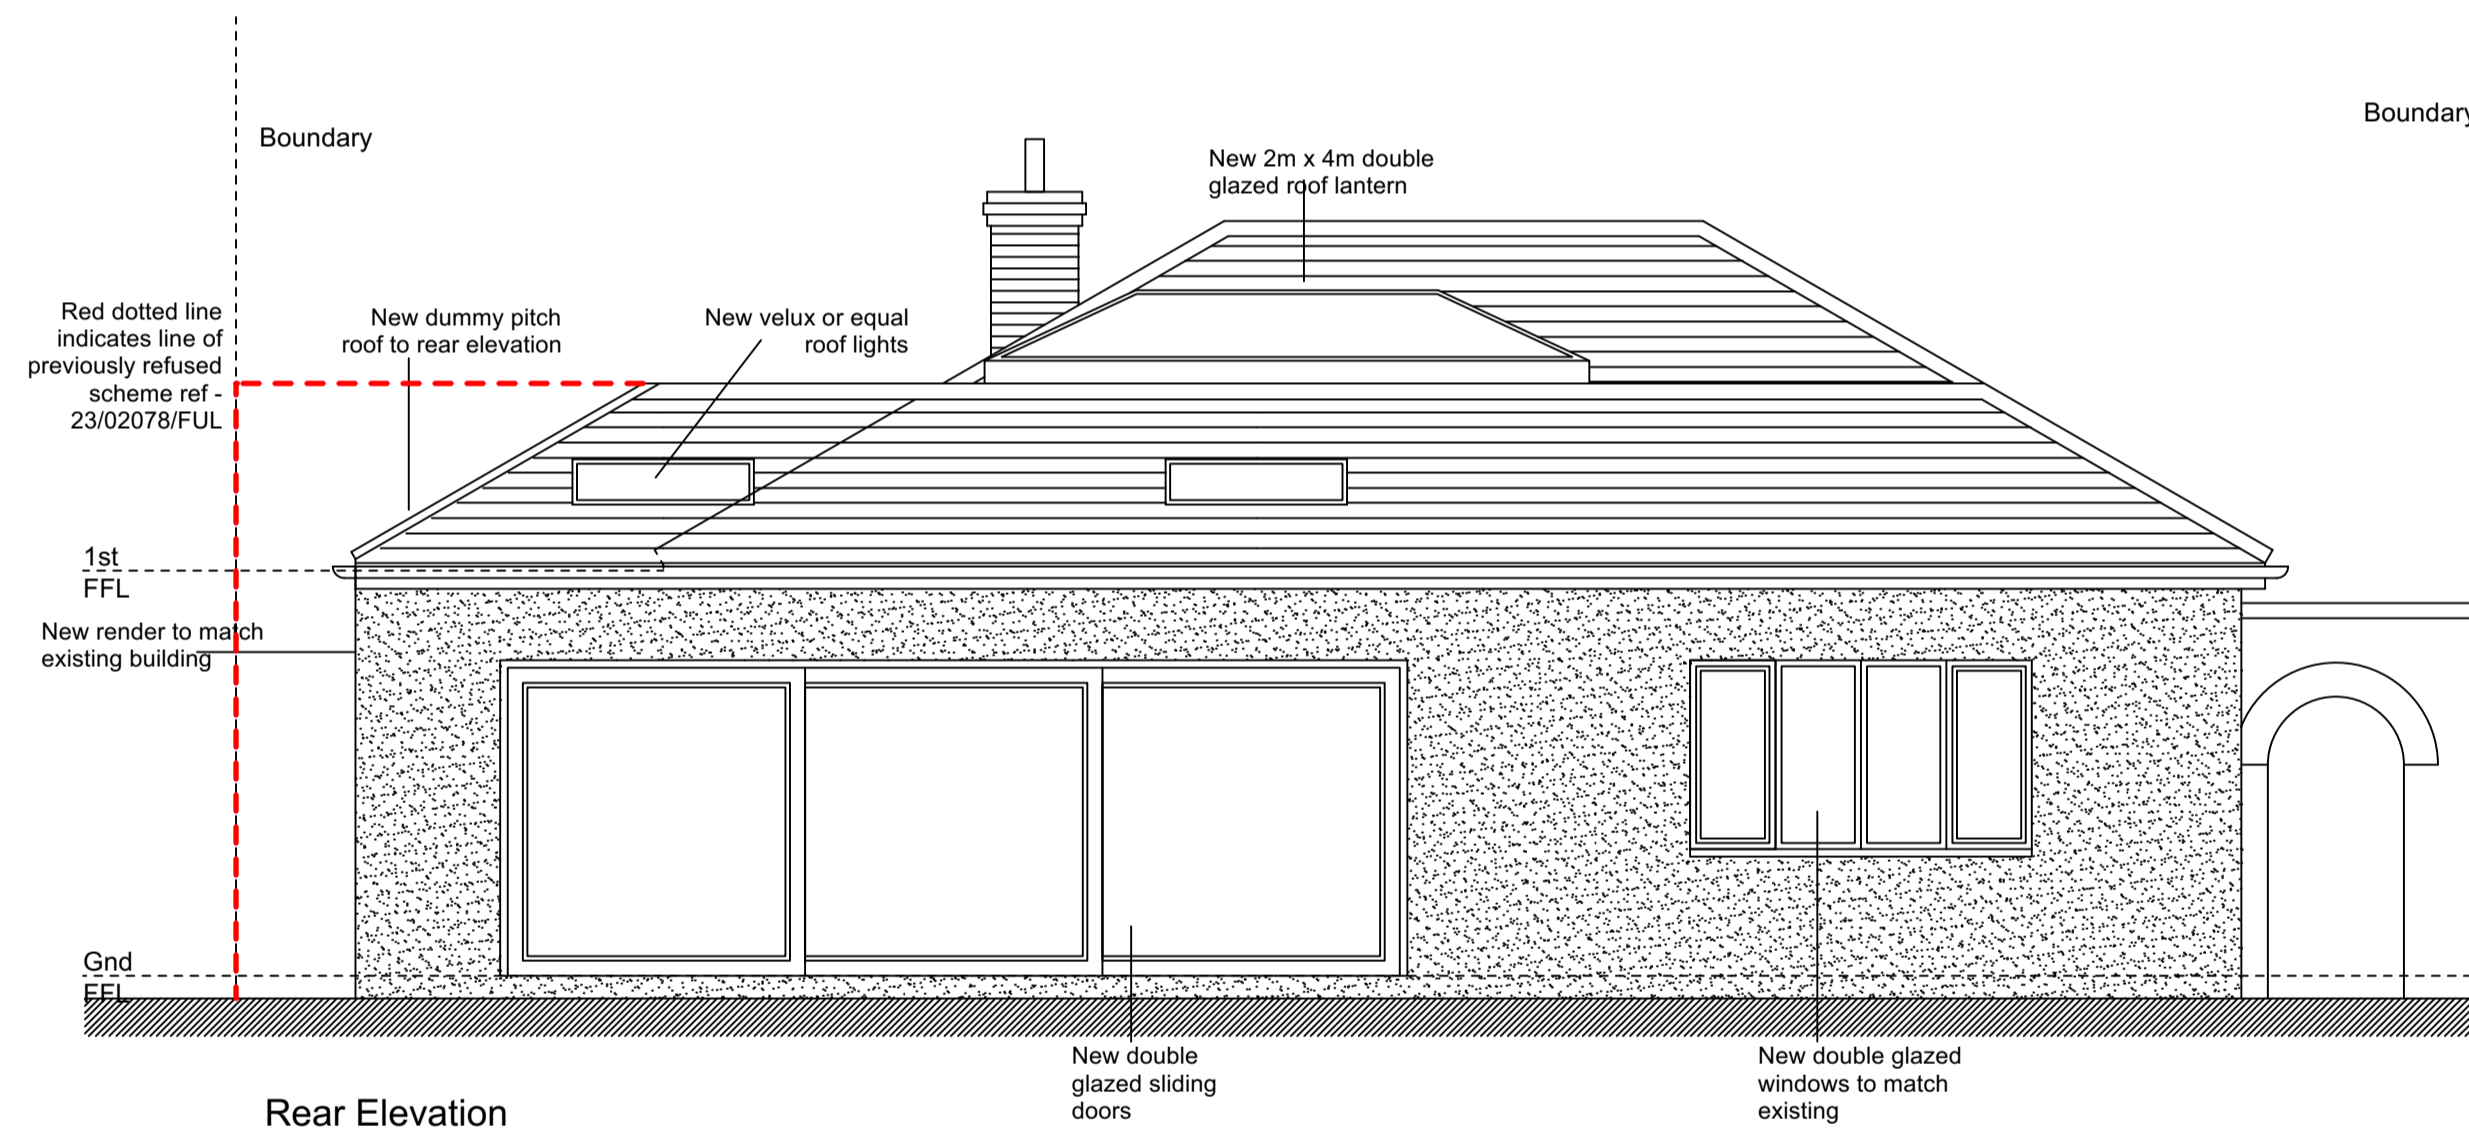 Boundary
Boundary
New 2m x 4m double
glazed roof lantern
Red dotted line
indicates line of
previously refused
scheme ref -
23/02078/FUL
New dummy pitch
roof to rear elevation
New velux or equal
roof lights
1st
FFL
New render to match
existing building
Gnd
FFL
New double
glazed sliding
doors
New double glazed
windows to match
existing
Rear Elevation